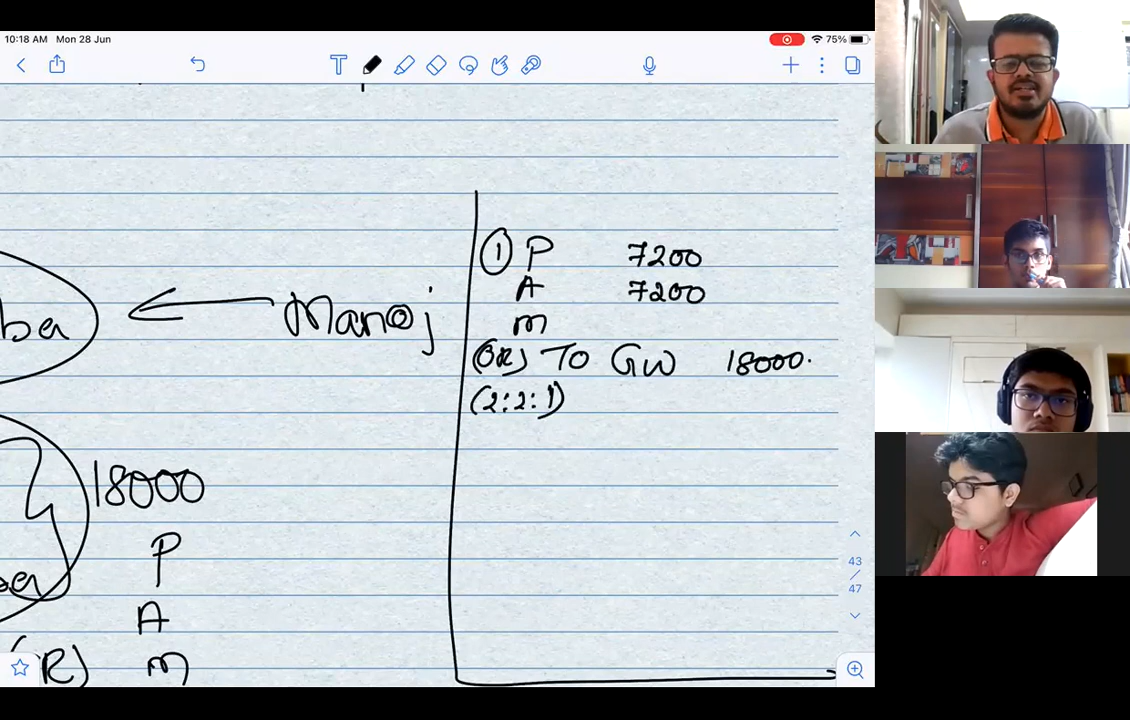 10:18 AM Mon 28 Jun
75%
T
Manoj
① P 7200
A 7200
m
(OR) TO GW 18000.
(2:2:1)
18000
P
A
(R) m
43
/
47